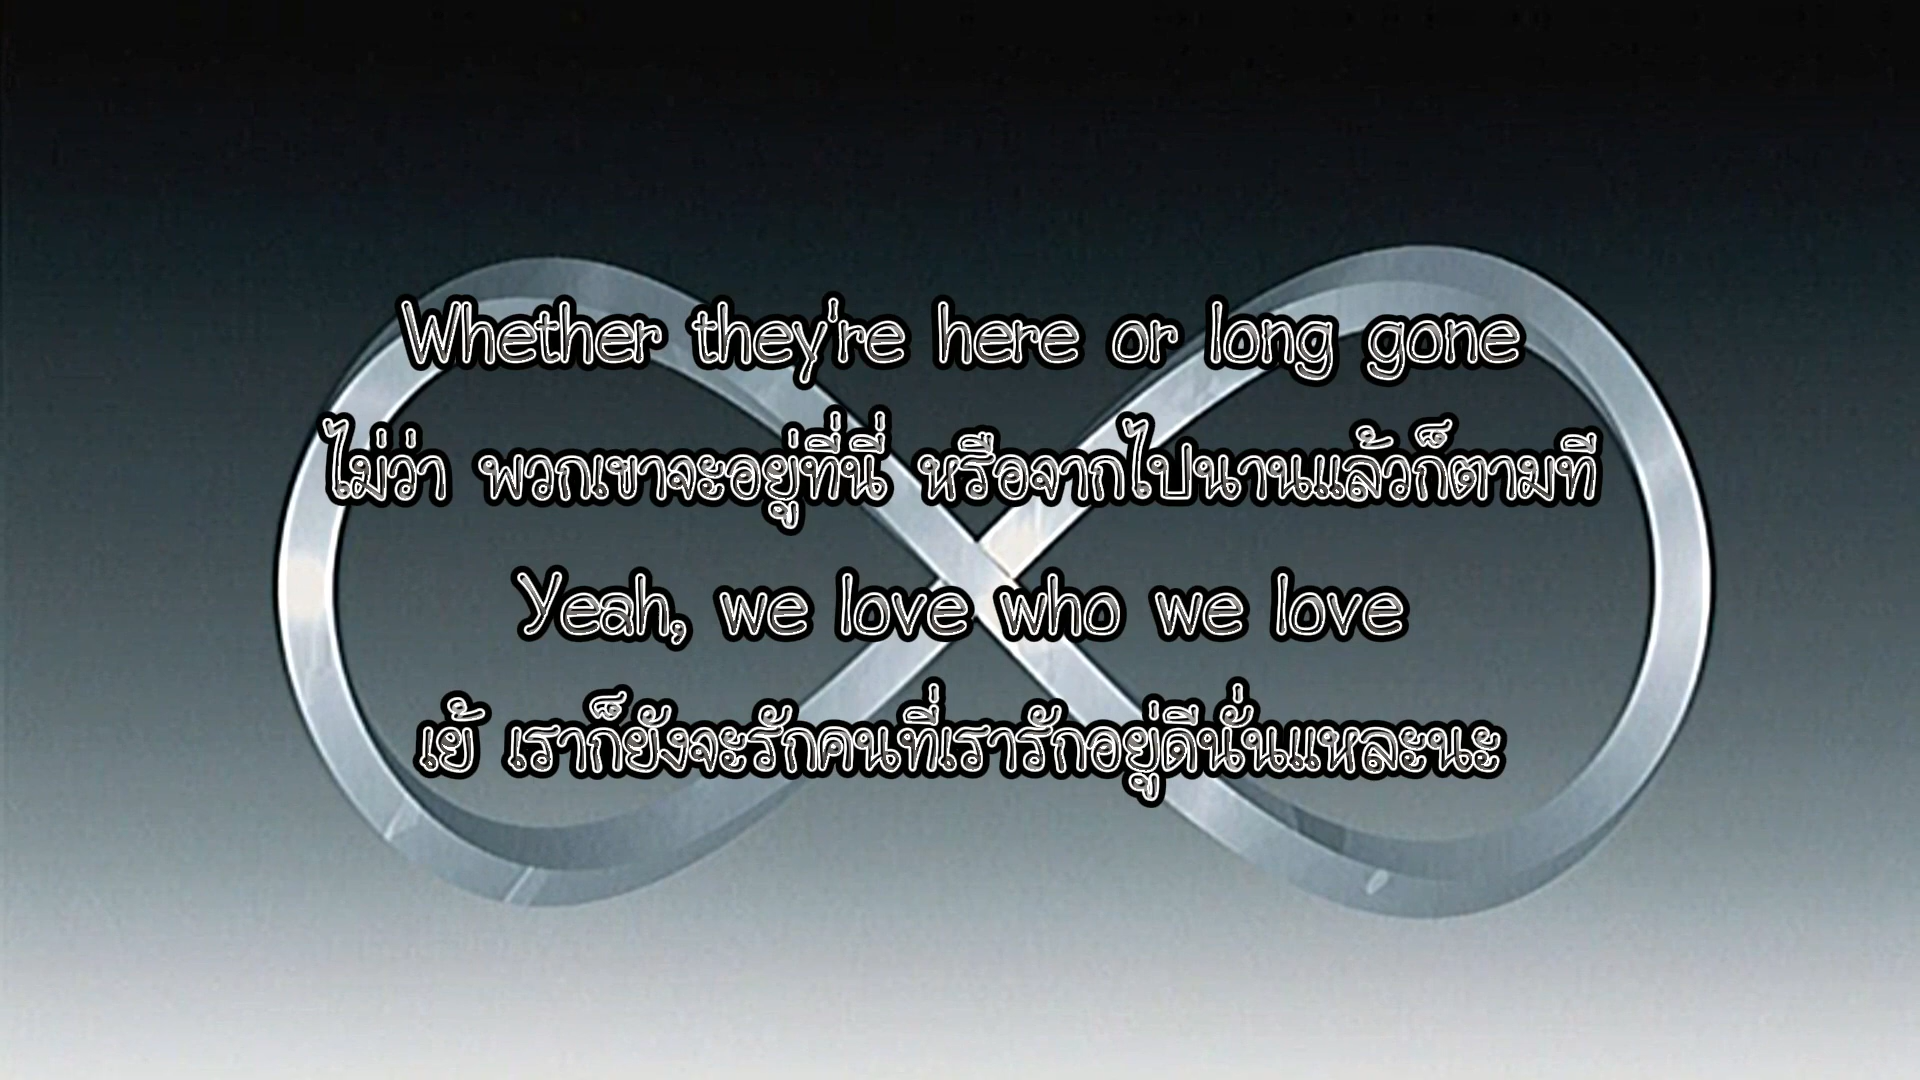 Whether they're here or long gone
ไม่ว่า พวกเขาจะอยู่ที่นี่ หรือจากไปนานแล้วก็ตามที
Yeah, we love who we love
เย้ เราก็ยังจะรักคนที่เรารักอยู่ดีนั่นแหละนะ